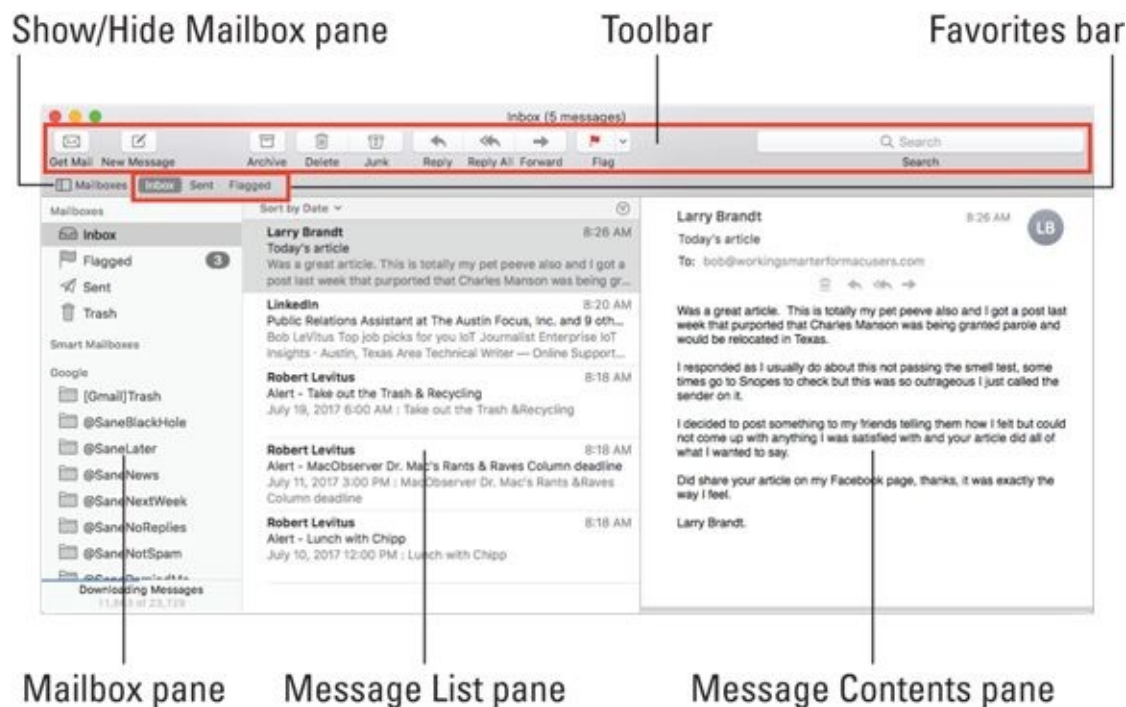 Show/Hide Mailbox pane Toolbar Favorites bar
Inbox (5 messages)
Search
Get Mail New Message Archive Delete Junk Reply Reply All Forward Flag Search
Mailboxes Inbox Sent Flagged
Mailboxes
Inbox
Flagged 3
Sent
Trash
Smart Mailboxes
Google
[Gmail]Trash
@SaneBlackHole
@SaneLater
@SaneNews
@SaneNextWeek
@SaneNoReplies
@SaneNotSpam
Downloading Messages
Sort by Date
Larry Brandt 8:26 AM
Today's article
Was a great article. This is totally my pet peeve also and I got a
post last week that purported that Charles Manson was being gr...
LinkedIn 8:20 AM
Public Relations Assistant at The Austin Focus, Inc. and 9 oth...
Bob LeVitus Top job picks for you IoT Journalist Enterprise IoT
Insights · Austin, Texas Area Technical Writer — Online Support...
Robert Levitus 8:18 AM
Alert - Take out the Trash & Recycling
July 19, 2017 6:00 AM : Take out the Trash &Recycling
Robert Levitus 8:18 AM
Alert - MacObserver Dr. Mac's Rants & Raves Column deadline
July 11, 2017 3:00 PM : MacObserver Dr. Mac's Rants &Raves
Column deadline
Robert Levitus 8:18 AM
Alert - Lunch with Chipp
July 10, 2017 12:00 PM : Lunch with Chipp
Larry Brandt 8:26 AM
LB
Today's article
To: bob@workingsmarterformacusers.com
Was a great article. This is totally my pet peeve also and I got a post last
week that purported that Charles Manson was being granted parole and
would be relocated in Texas.
I responded as I usually do about this not passing the smell test, some
times go to Snopes to check but this was so outrageous I just called the
sender on it.
I decided to post something to my friends telling them how I felt but could
not come up with anything I was satisfied with and your article did all of
what I wanted to say.
Did share your article on my Facebook page, thanks, it was exactly the
way I feel.
Larry Brandt.
Mailbox pane Message List pane Message Contents pane